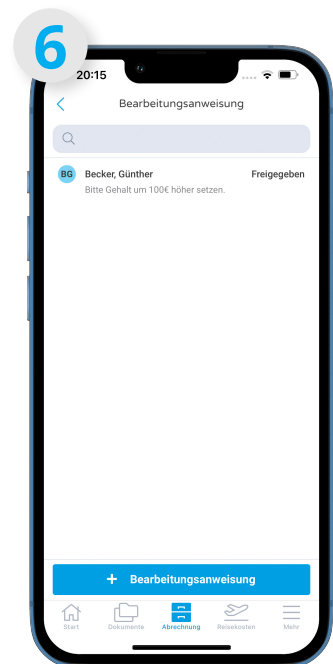 6
20:15
Bearbeitungsanweisung
BG Becker, Günther Freigegeben
Bitte Gehalt um 100€ höher setzen.
+ Bearbeitungsanweisung
Start Dokumente Abrechnung Reisekosten Mehr